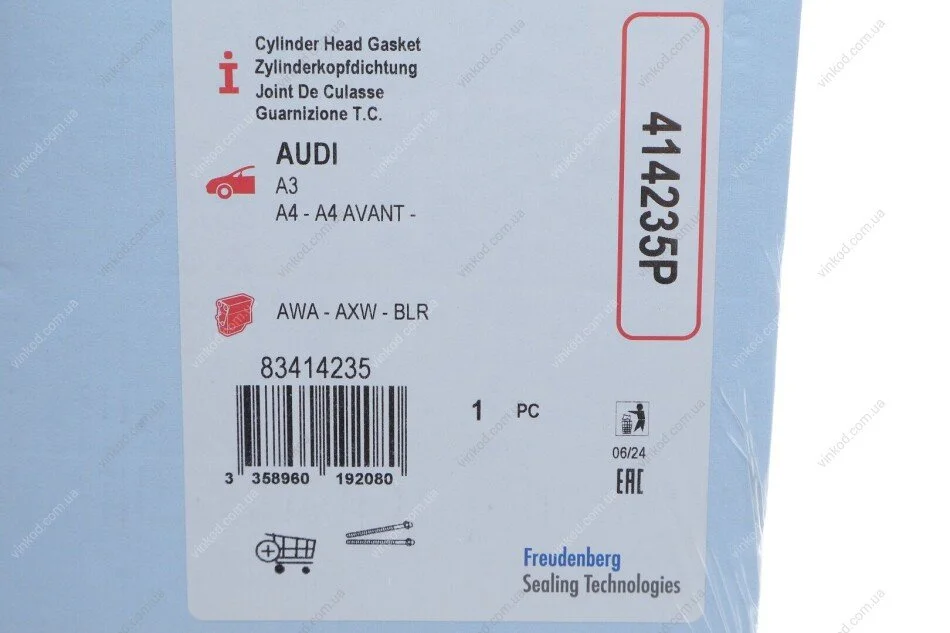 Cylinder Head Gasket
Zylinderkopfdichtung
Joint De Culasse
Guarnizione T.C.
AUDI
A3
A4 - A4 AVANT -
AWA - AXW - BLR
83414235
3 358960 192080
1 PC
06/24
EAC
Freudenberg
Sealing Technologies
414235P
vinkod.com.ua